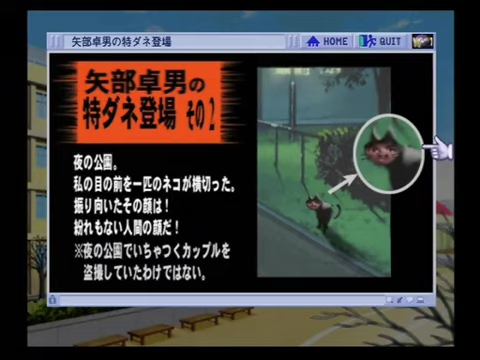 矢部卓男の特ダネ登場
HOME
QUIT
矢部卓男の
特ダネ登場 その2
夜の公園。
私の目の前を一匹のネコが横切った。
振り向いたその顔は!
紛れもない人間の顔だ!
※夜の公園でいちゃつくカップルを
盗撮していたわけではない。